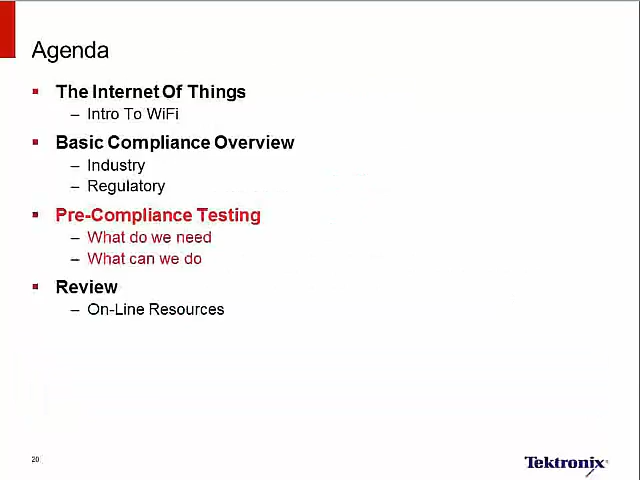 Agenda
▪ The Internet Of Things
– Intro To WiFi
▪ Basic Compliance Overview
– Industry
– Regulatory
▪ Pre-Compliance Testing
– What do we need
– What can we do
▪ Review
– On-Line Resources
20
Tektronix